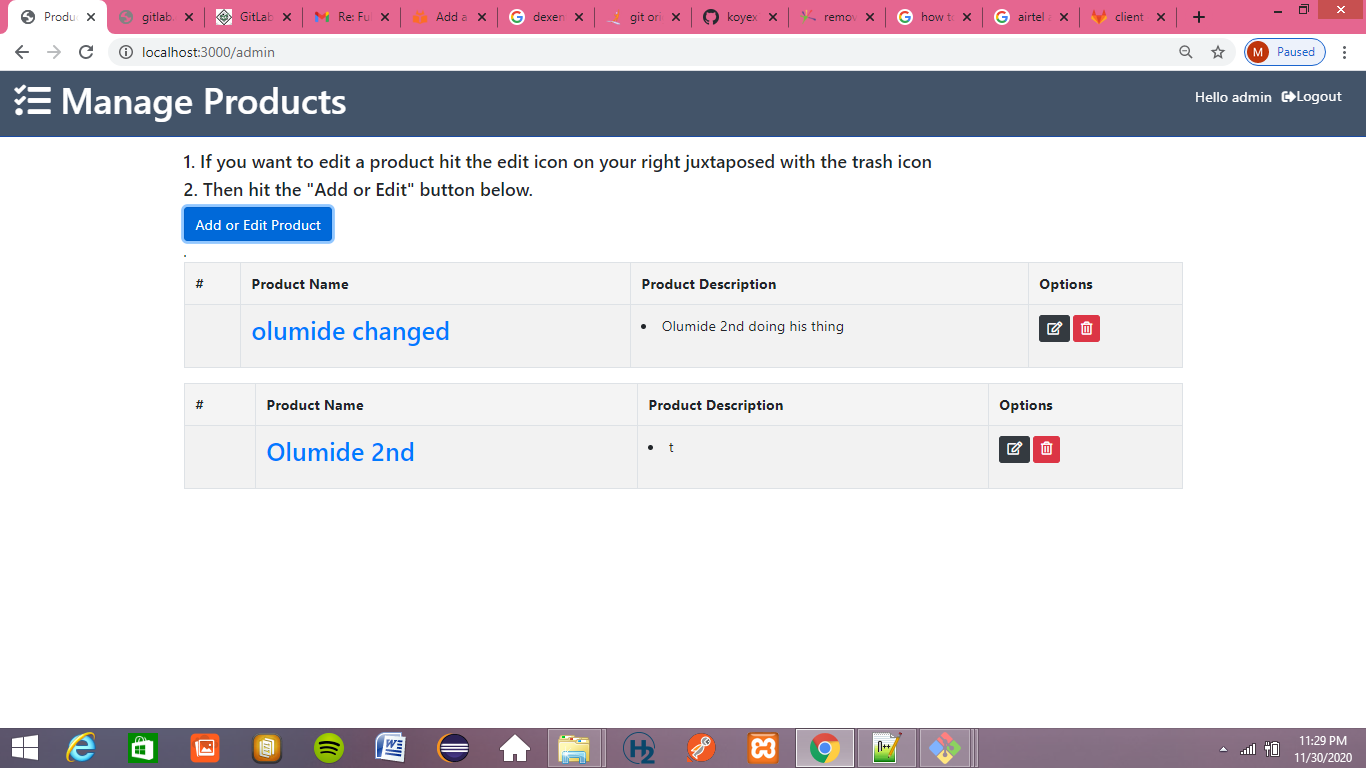 Produ
gitlab.
GitLab
Re: Ful
Add a
dexen
git ori
koyex
remov
how to
airtel a
client
localhost:3000/admin
M Paused
Manage Products
Hello admin Logout
1. If you want to edit a product hit the edit icon on your right juxtaposed with the trash icon
2. Then hit the "Add or Edit" button below.
Add or Edit Product
.
# Product Name Product Description Options
olumide changed • Olumide 2nd doing his thing
# Product Name Product Description Options
Olumide 2nd • t
H2
11:29 PM
11/30/2020